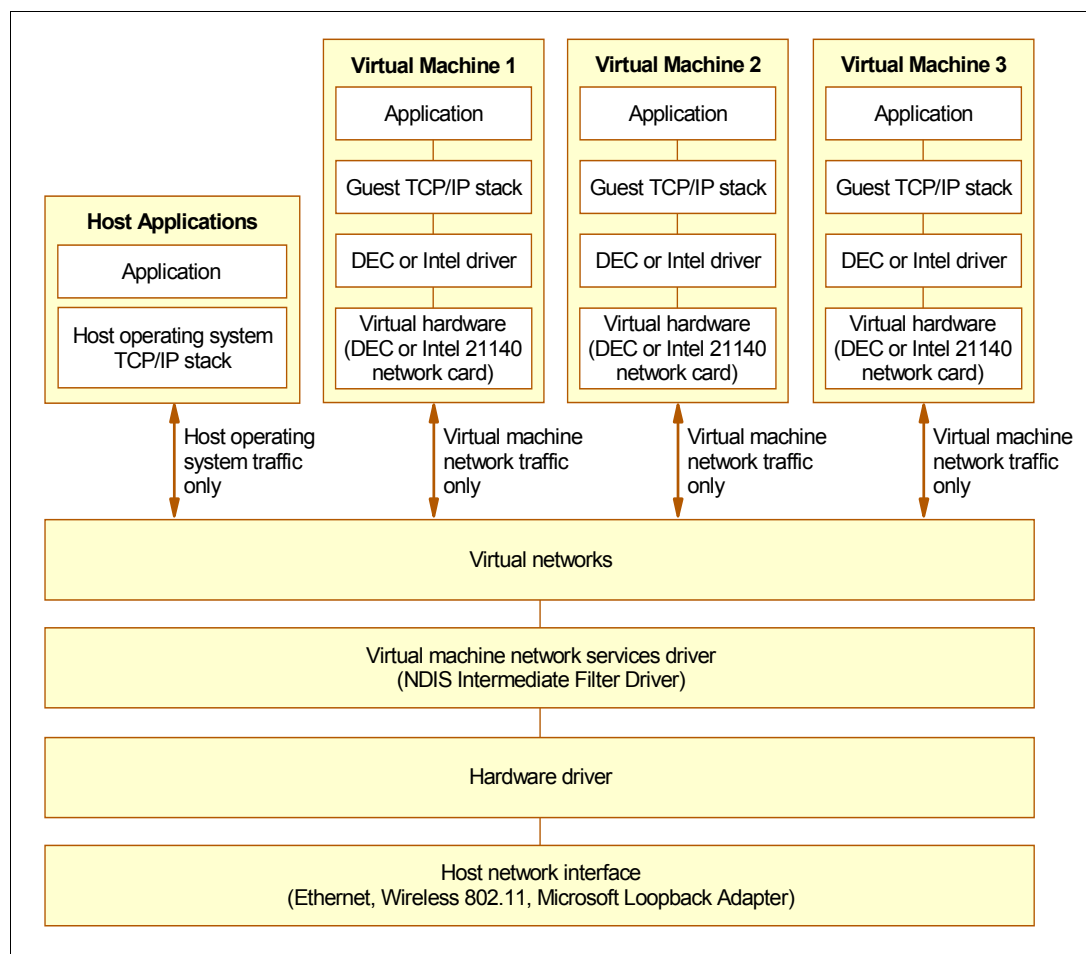 Virtual Machine 1
Application
Guest TCP/IP stack
DEC or Intel driver
Virtual hardware
(DEC or Intel 21140
network card)
Virtual Machine 2
Application
Guest TCP/IP stack
DEC or Intel driver
Virtual hardware
(DEC or Intel 21140
network card)
Virtual Machine 3
Application
Guest TCP/IP stack
DEC or Intel driver
Virtual hardware
(DEC or Intel 21140
network card)
Host Applications
Application
Host operating system
TCP/IP stack
Host operating
system traffic
only
Virtual machine
network traffic
only
Virtual machine
network traffic
only
Virtual machine
network traffic
only
Virtual networks
Virtual machine network services driver
(NDIS Intermediate Filter Driver)
Hardware driver
Host network interface
(Ethernet, Wireless 802.11, Microsoft Loopback Adapter)